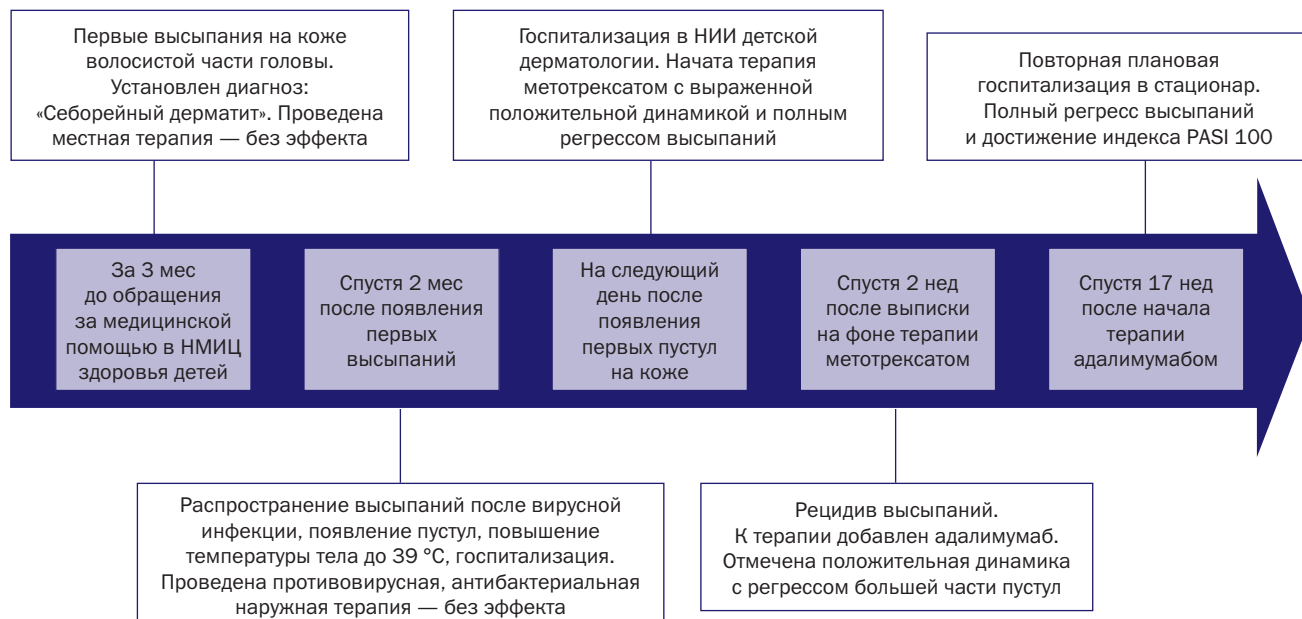 Первые высыпания на коже
волосистой части головы.
Установлен диагноз:
«Себорейный дерматит». Проведена
местная терапия — без эффекта
Госпитализация в НИИ детской
дерматологии. Начата терапия
метотрексатом с выраженной
положительной динамикой и полным
регрессом высыпаний
Повторная плановая
госпитализация в стационар.
Полный регресс высыпаний
и достижение индекса PASI 100
За 3 мес
до обращения
за медицинской
помощью в НМИЦ
здоровья детей
Спустя 2 мес
после появления
первых
высыпаний
На следующий
день после
появления
первых пустул
на коже
Спустя 2 нед
после выписки
на фоне терапии
метотрексатом
Спустя 17 нед
после начала
терапии
адалимумабом
Распространение высыпаний после вирусной
инфекции, появление пустул, повышение
температуры тела до 39 °C, госпитализация.
Проведена противовирусная, антибактериальная
наружная терапия — без эффекта
Рецидив высыпаний.
К терапии добавлен адалимумаб.
Отмечена положительная динамика
с регрессом большей части пустул